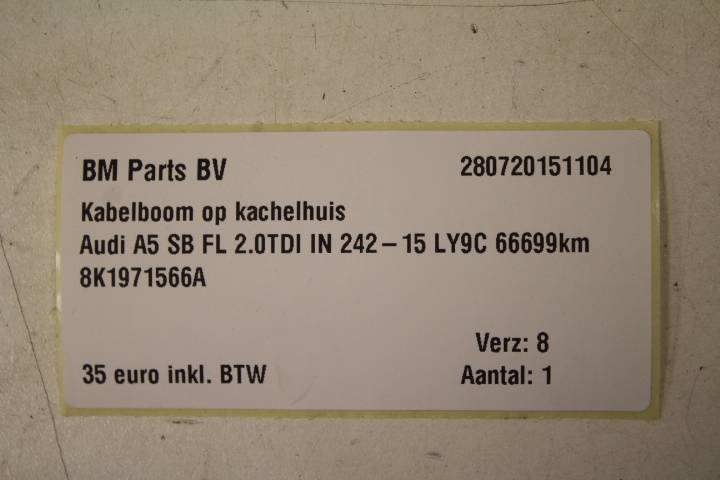 BM Parts BV 280720151104
Kabelboom op kachelhuis
Audi A5 SB FL 2.0TDI IN 242-15 LY9C 66699km
8K1971566A
Verz: 8
35 euro inkl. BTW Aantal: 1